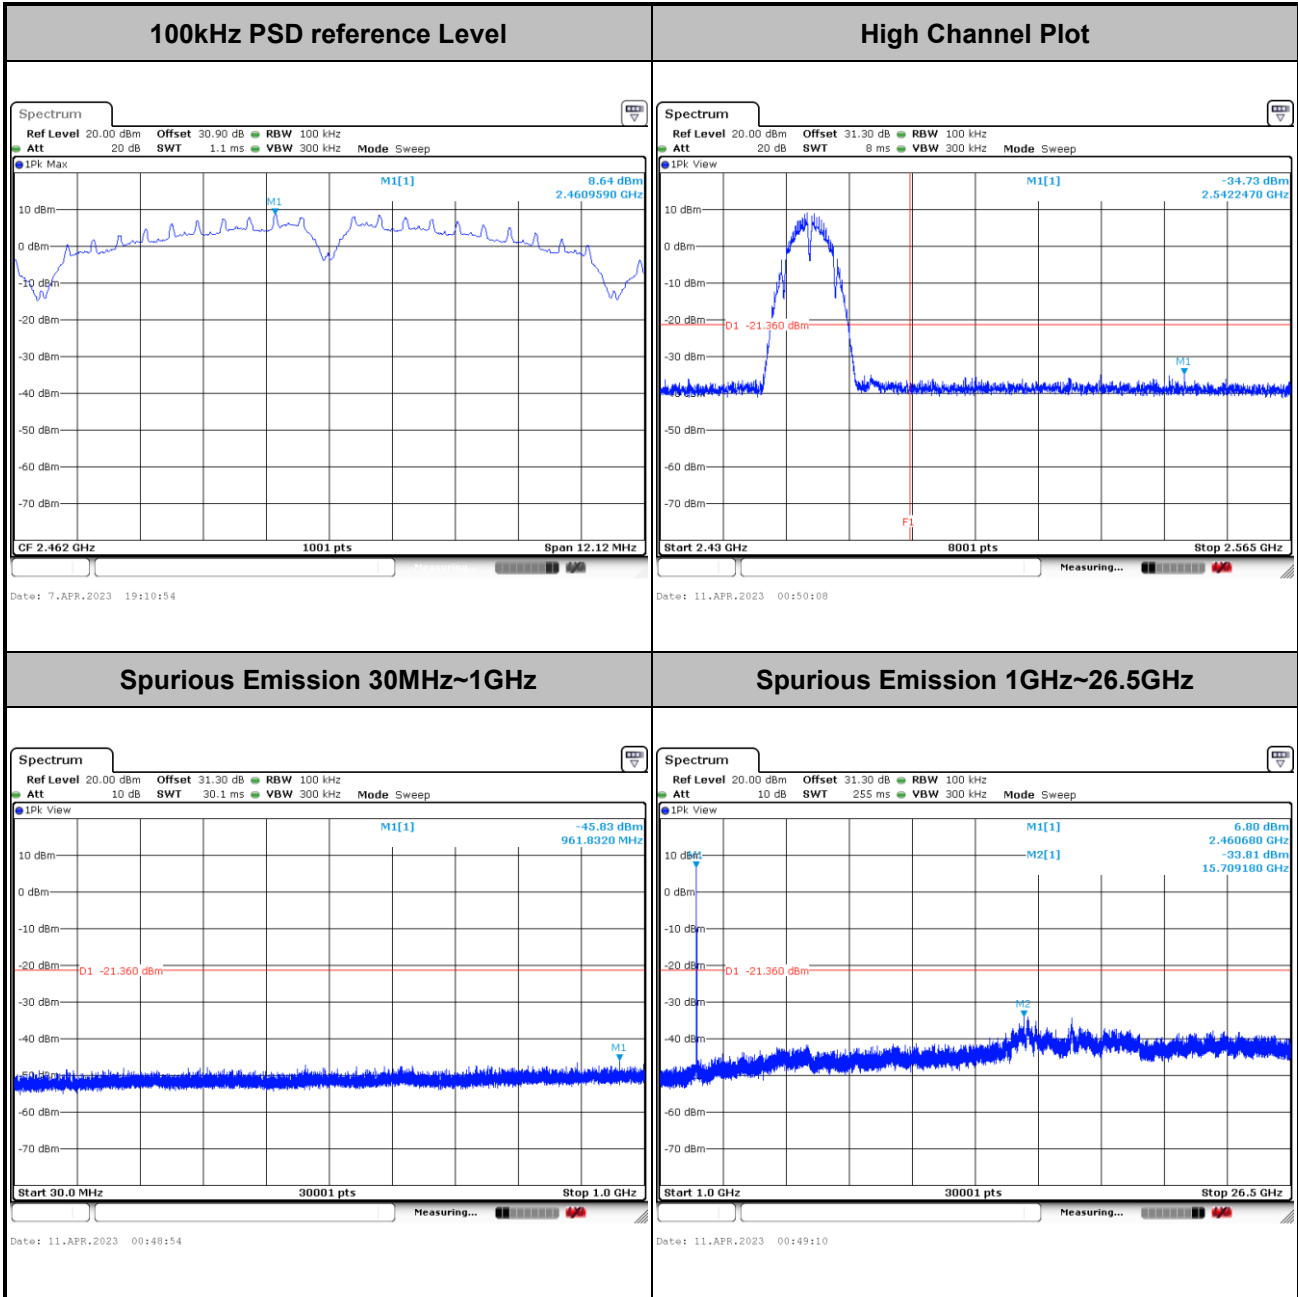 100kHz PSD reference Level
High Channel Plot
Spectrum
Ref Level 20.00 dBm Offset 30.90 dB RBW 100 kHz
Att 20 dB SWT 1.1 ms VBW 300 kHz Mode Sweep
1Pk Max
M1[1] 8.64 dBm
2.4609590 GHz
M1
10 dBm
0 dBm
-10 dBm
-20 dBm
-30 dBm
-40 dBm
-50 dBm
-60 dBm
-70 dBm
CF 2.462 GHz 1001 pts Span 12.12 MHz
Measuring...
Date: 7.APR.2023 19:10:54
Spectrum
Ref Level 20.00 dBm Offset 31.30 dB RBW 100 kHz
Att 20 dB SWT 8 ms VBW 300 kHz Mode Sweep
1Pk View
M1[1] -34.73 dBm
2.5422470 GHz
10 dBm
0 dBm
-10 dBm
-20 dBm
D1 -21.360 dBm
-30 dBm
M1
-40 dBm
-50 dBm
-60 dBm
-70 dBm
F1
Start 2.43 GHz 8001 pts Stop 2.565 GHz
Measuring...
Date: 11.APR.2023 00:50:08
Spurious Emission 30MHz~1GHz
Spurious Emission 1GHz~26.5GHz
Spectrum
Ref Level 20.00 dBm Offset 31.30 dB RBW 100 kHz
Att 10 dB SWT 30.1 ms VBW 300 kHz Mode Sweep
1Pk View
M1[1] -45.83 dBm
961.8320 MHz
10 dBm
0 dBm
-10 dBm
-20 dBm
D1 -21.360 dBm
-30 dBm
-40 dBm
M1
-50 dBm
-60 dBm
-70 dBm
Start 30.0 MHz 30001 pts Stop 1.0 GHz
Measuring...
Date: 11.APR.2023 00:48:54
Spectrum
Ref Level 20.00 dBm Offset 31.30 dB RBW 100 kHz
Att 10 dB SWT 255 ms VBW 300 kHz Mode Sweep
1Pk View
M1[1] 6.80 dBm
2.460680 GHz
M2[1] -33.81 dBm
15.709180 GHz
10 dBm
M1
0 dBm
-10 dBm
-20 dBm
D1 -21.360 dBm
-30 dBm
M2
-40 dBm
-50 dBm
-60 dBm
-70 dBm
Start 1.0 GHz 30001 pts Stop 26.5 GHz
Measuring...
Date: 11.APR.2023 00:49:10